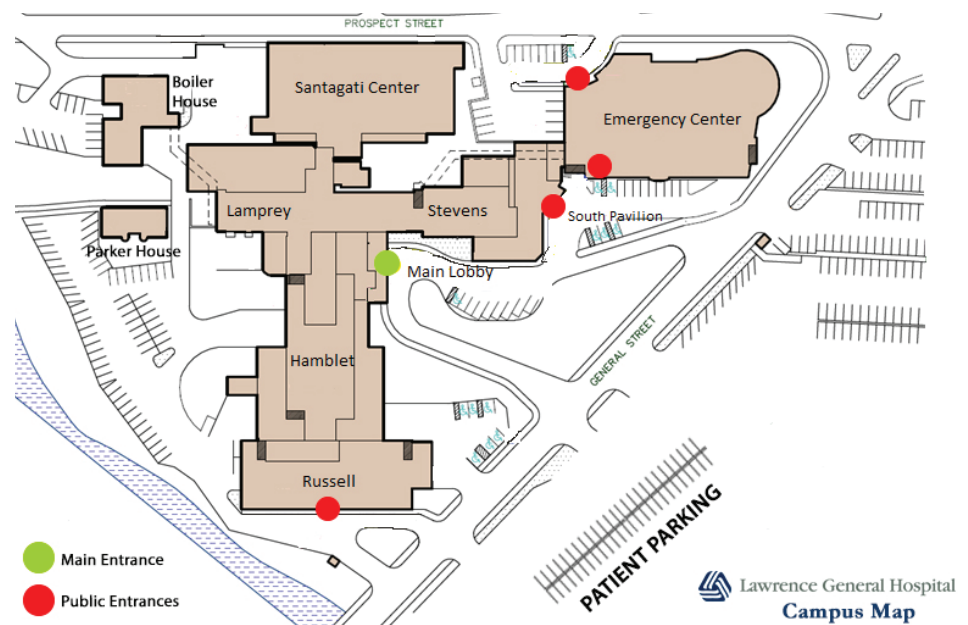 PROSPECT STREET
Boiler
House
Santagati Center
Emergency Center
Lamprey
Stevens
South Pavilion
Parker House
Main Lobby
GENERAL STREET
Hamblet
Russell
PATIENT PARKING
Main Entrance
Public Entrances
Lawrence General Hospital
Campus Map